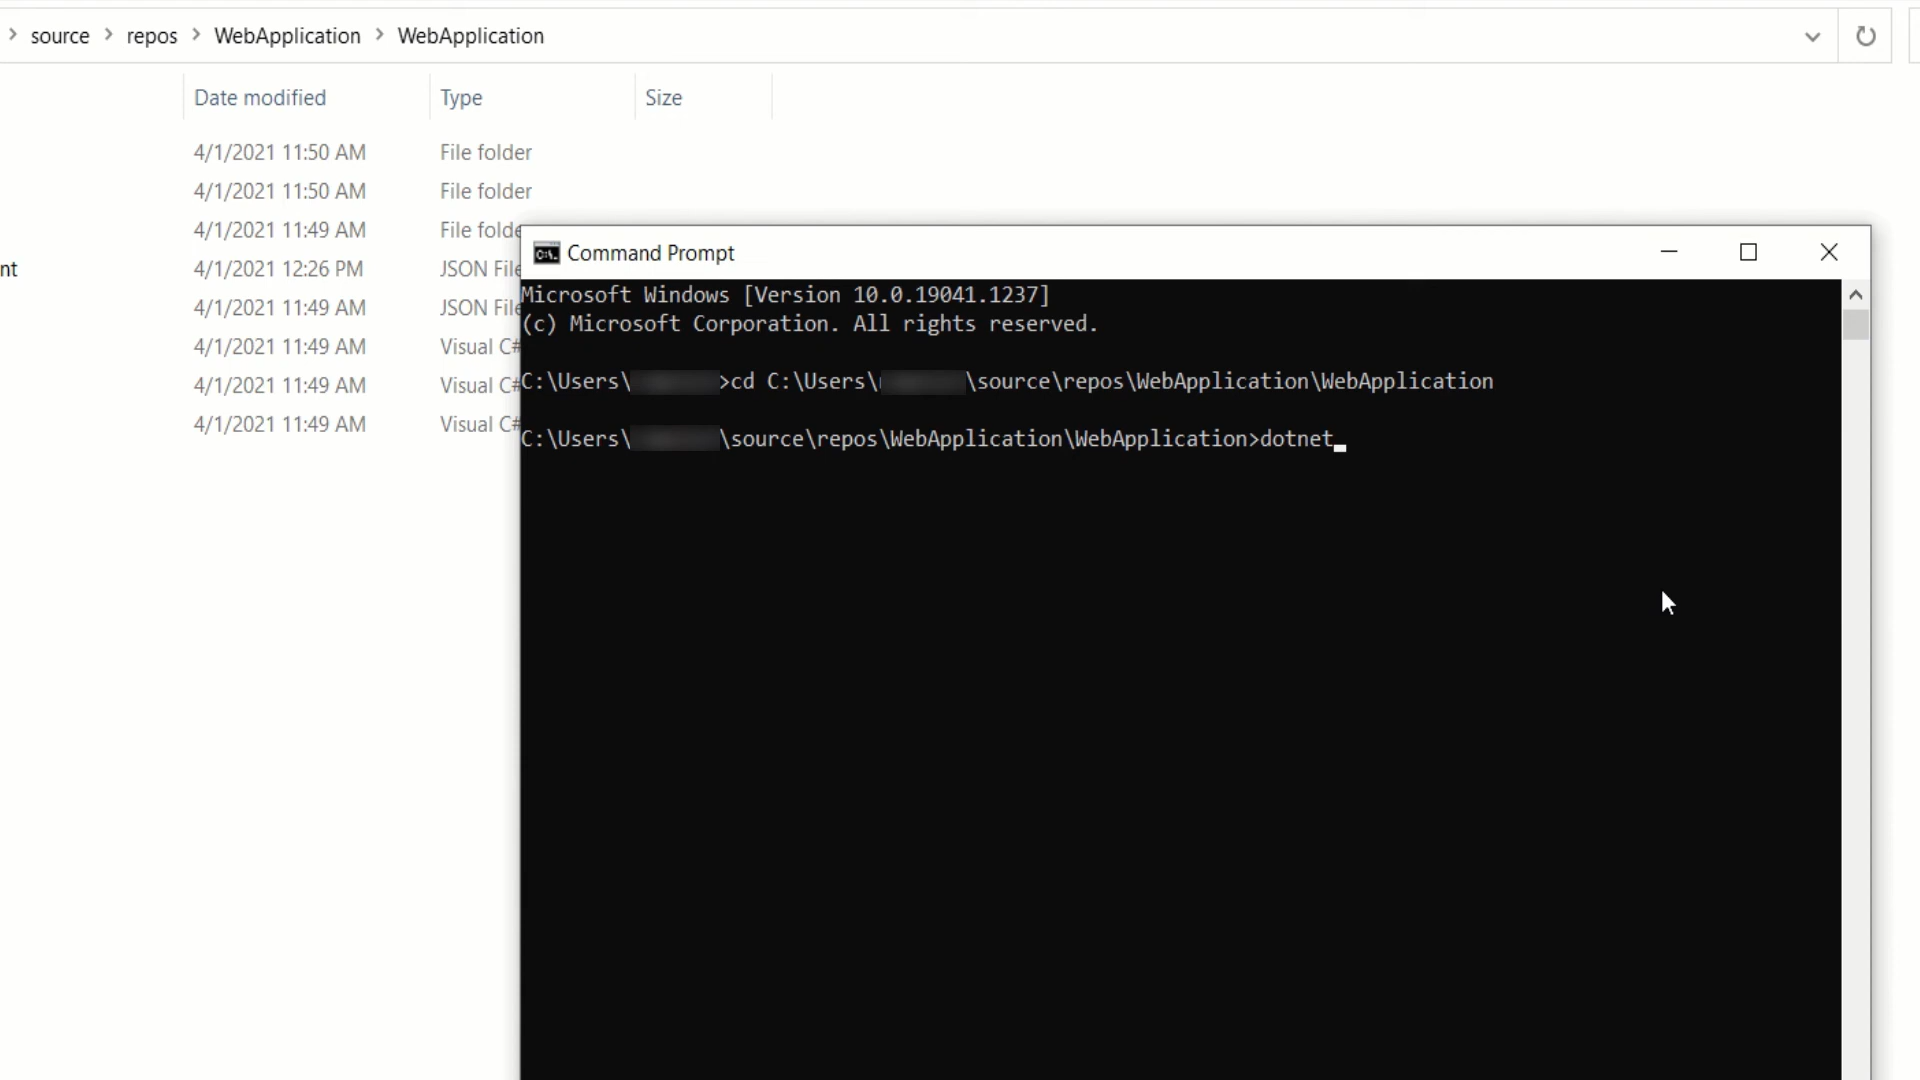 source > repos > WebApplication > WebApplication
Date modified Type Size
4/1/2021 11:50 AM File folder
4/1/2021 11:50 AM File folder
4/1/2021 11:49 AM File folde
nt 4/1/2021 12:26 PM JSON File
4/1/2021 11:49 AM JSON File
4/1/2021 11:49 AM Visual C#
4/1/2021 11:49 AM Visual C#
4/1/2021 11:49 AM Visual C#
Command Prompt
Microsoft Windows [Version 10.0.19041.1237]
(c) Microsoft Corporation. All rights reserved.
C:\Users\ >cd C:\Users\ \source\repos\WebApplication\WebApplication
C:\Users\ \source\repos\WebApplication\WebApplication>dotnet